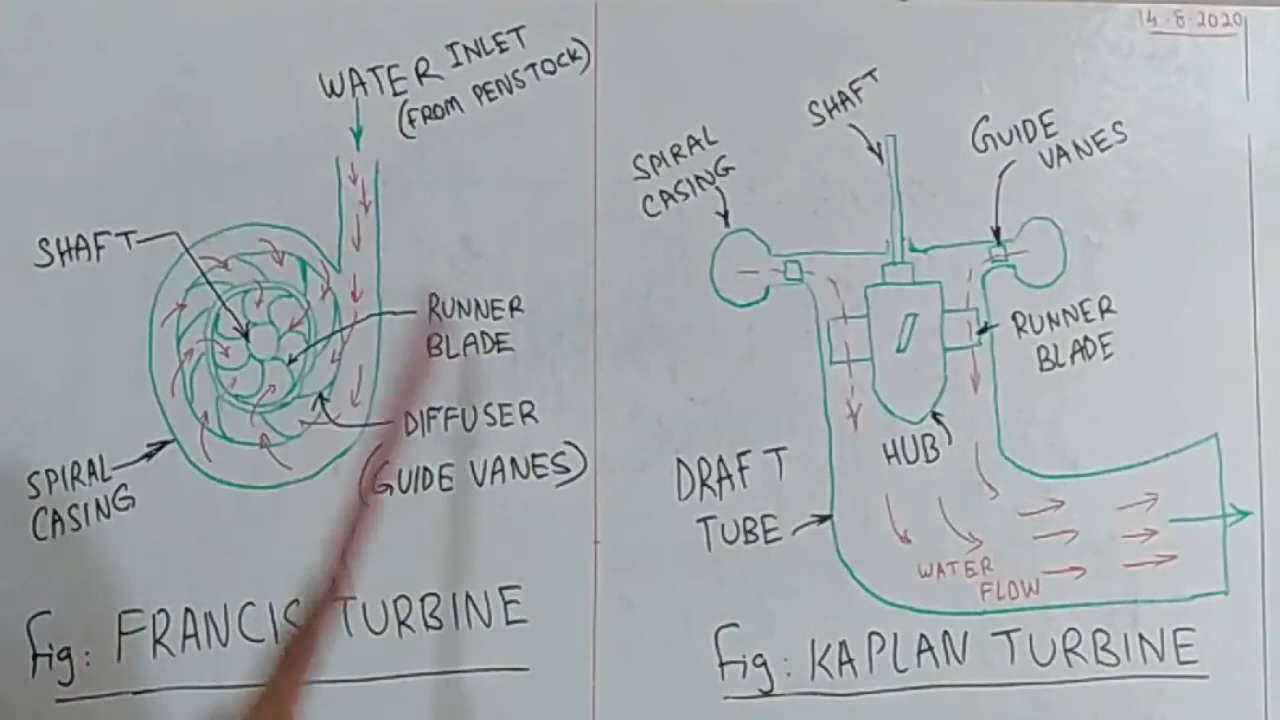 14.8.2020
WATER INLET
(FROM PENSTOCK)
SHAFT
RUNNER
BLADE
DIFFUSER
(GUIDE VANES)
SPIRAL
CASING
Fig: FRANCIS TURBINE
SHAFT
GUIDE
VANES
SPIRAL
CASING
RUNNER
BLADE
HUB
DRAFT
TUBE
WATER
FLOW
Fig: KAPLAN TURBINE